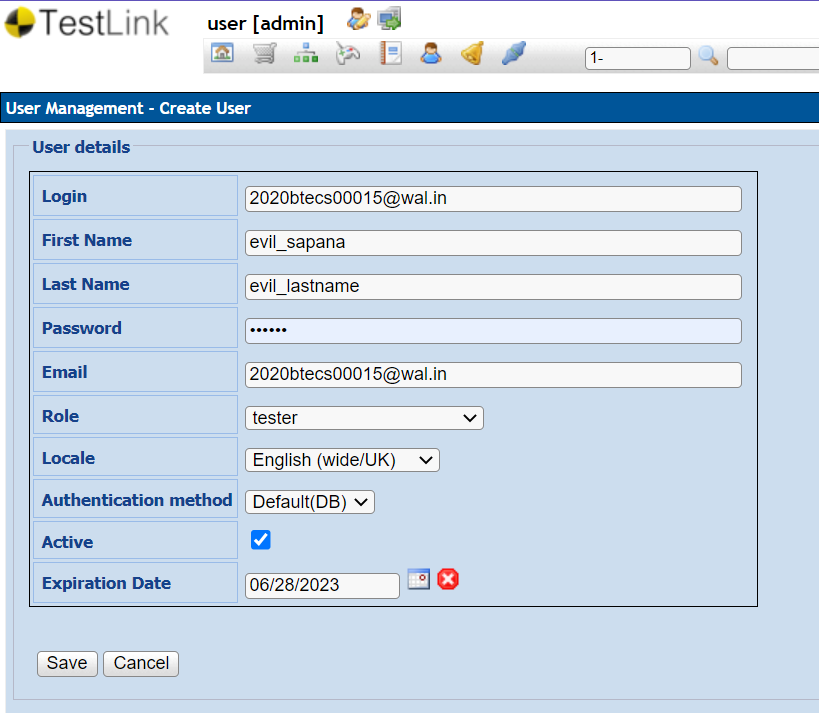 TestLink
user [admin]
1-
User Management - Create User
User details
Login 2020btecs00015@wal.in
First Name evil_sapana
Last Name evil_lastname
Password ••••••
Email 2020btecs00015@wal.in
Role tester
Locale English (wide/UK)
Authentication method Default(DB)
Active
Expiration Date 06/28/2023
Save Cancel